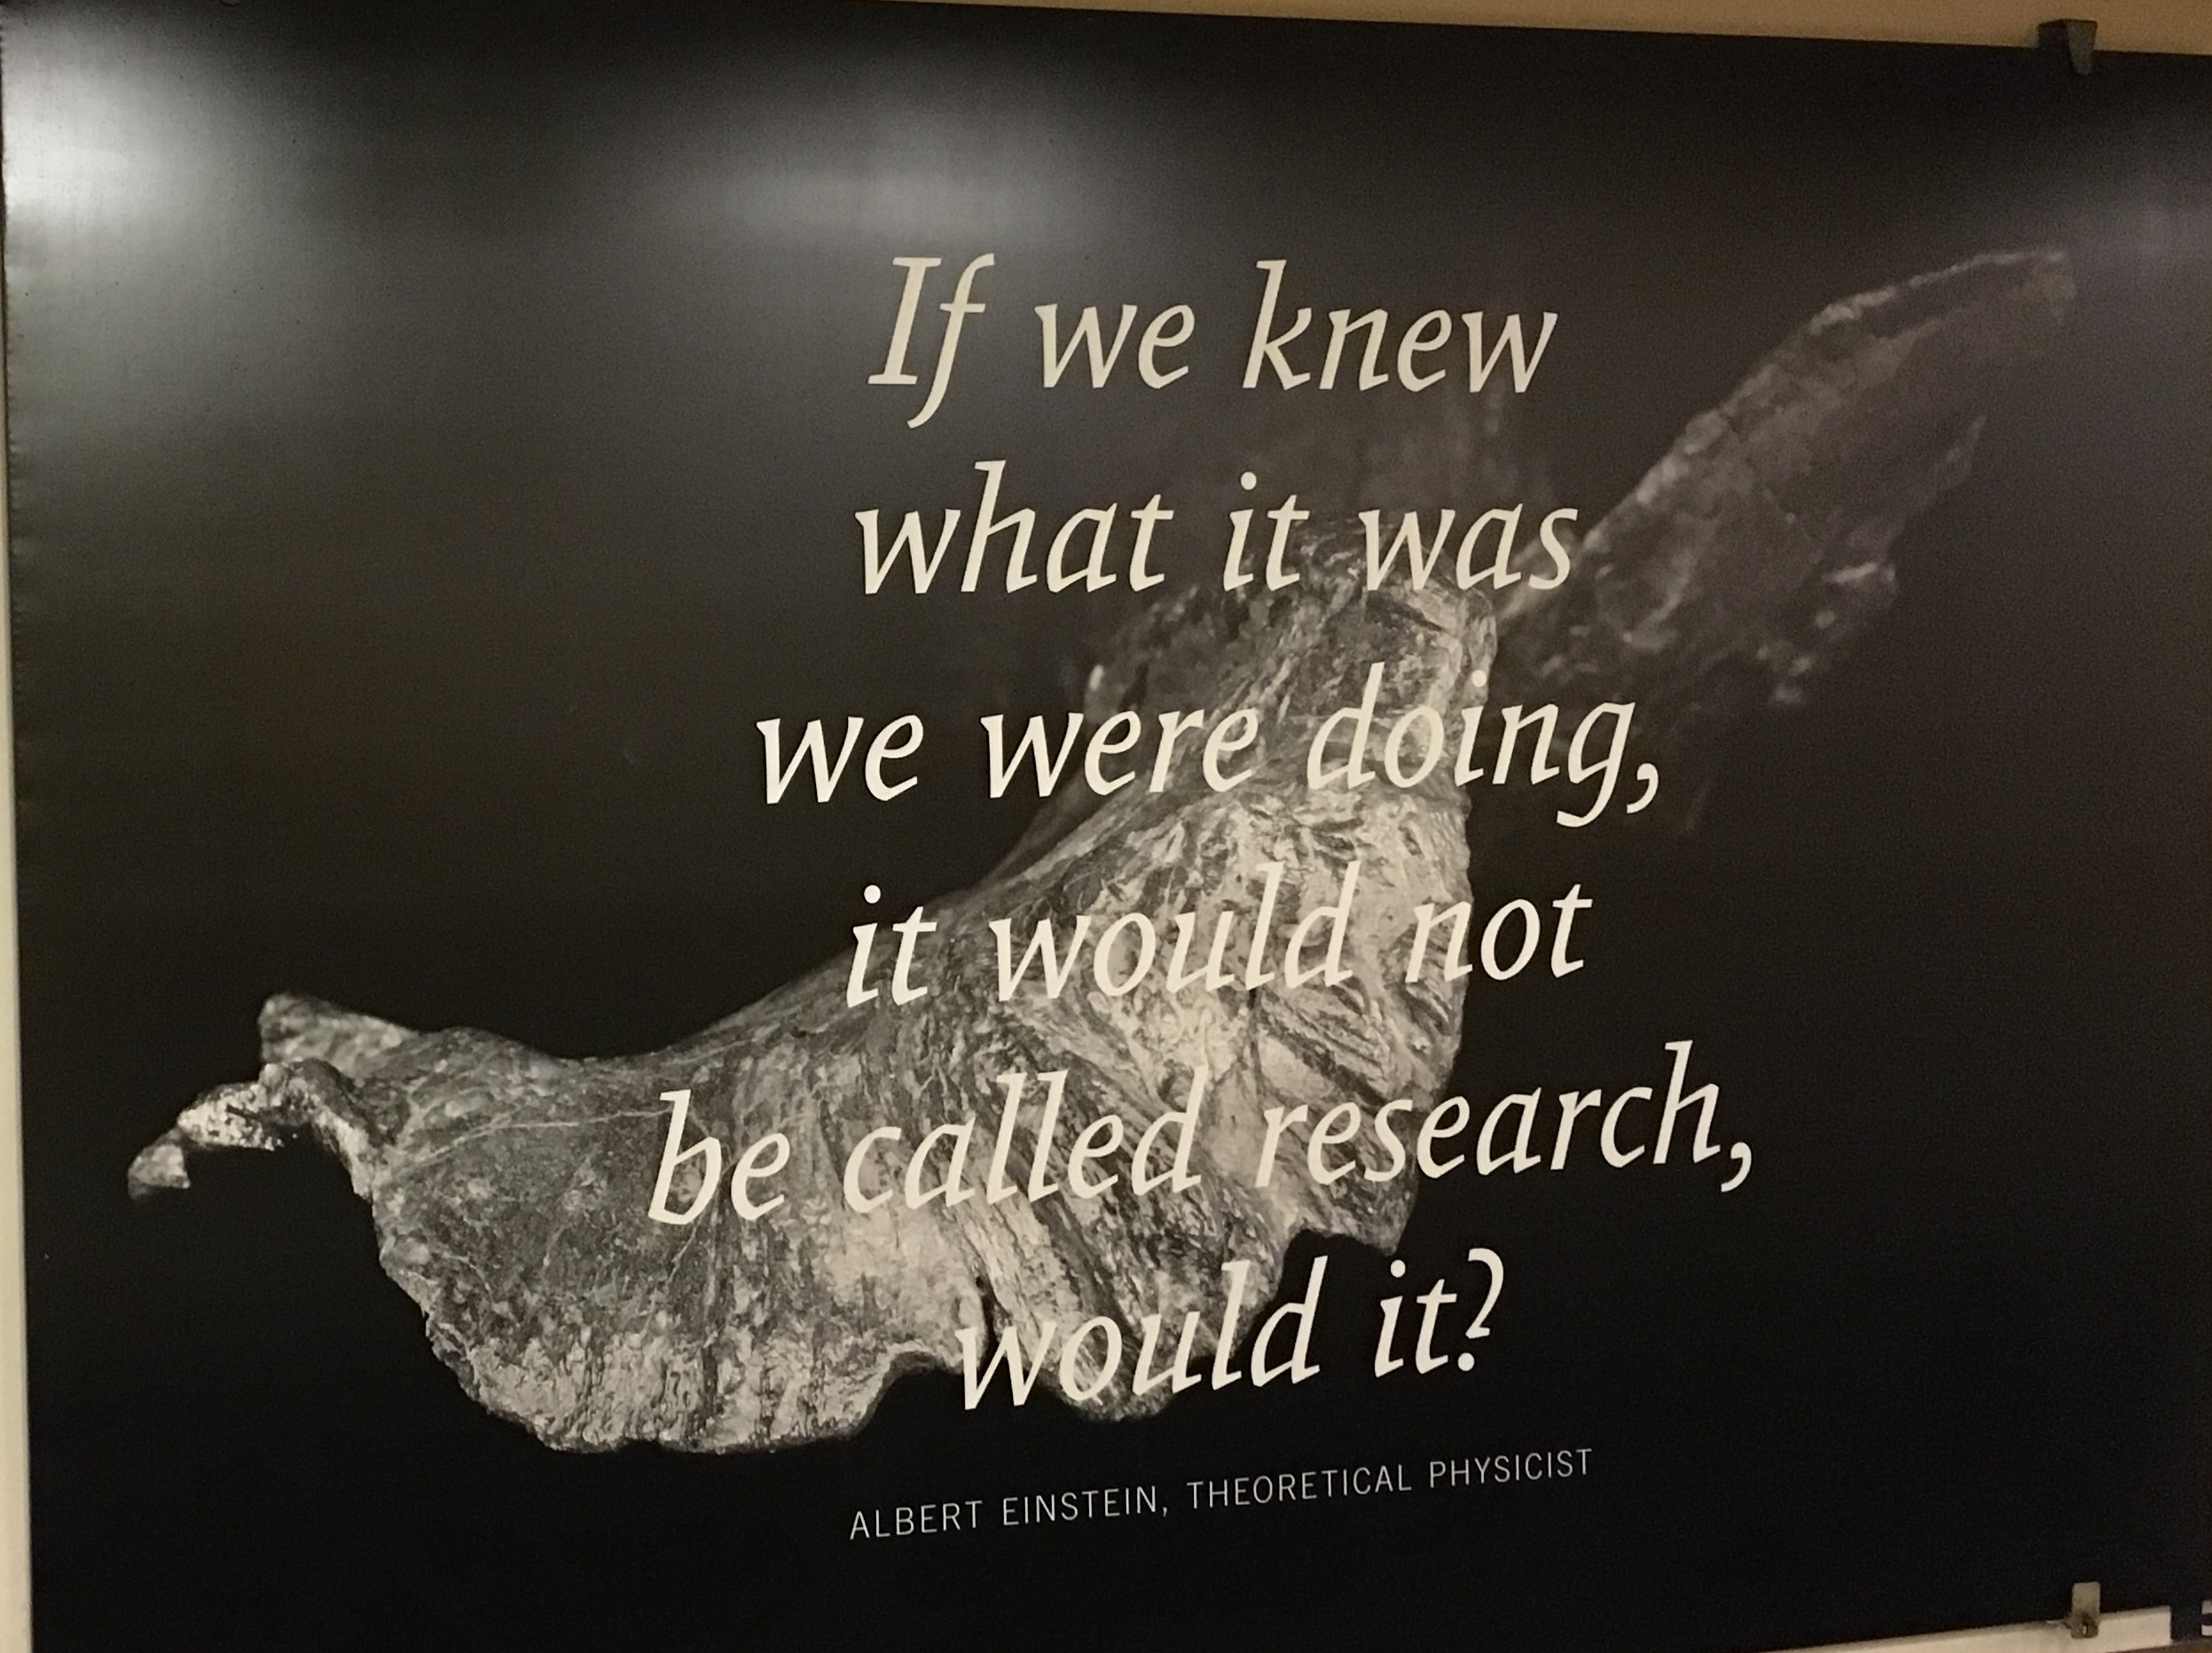 If we knew
what it was
we were doing,
it would not
be called research,
would it?
ALBERT EINSTEIN, THEORETICAL PHYSICIST